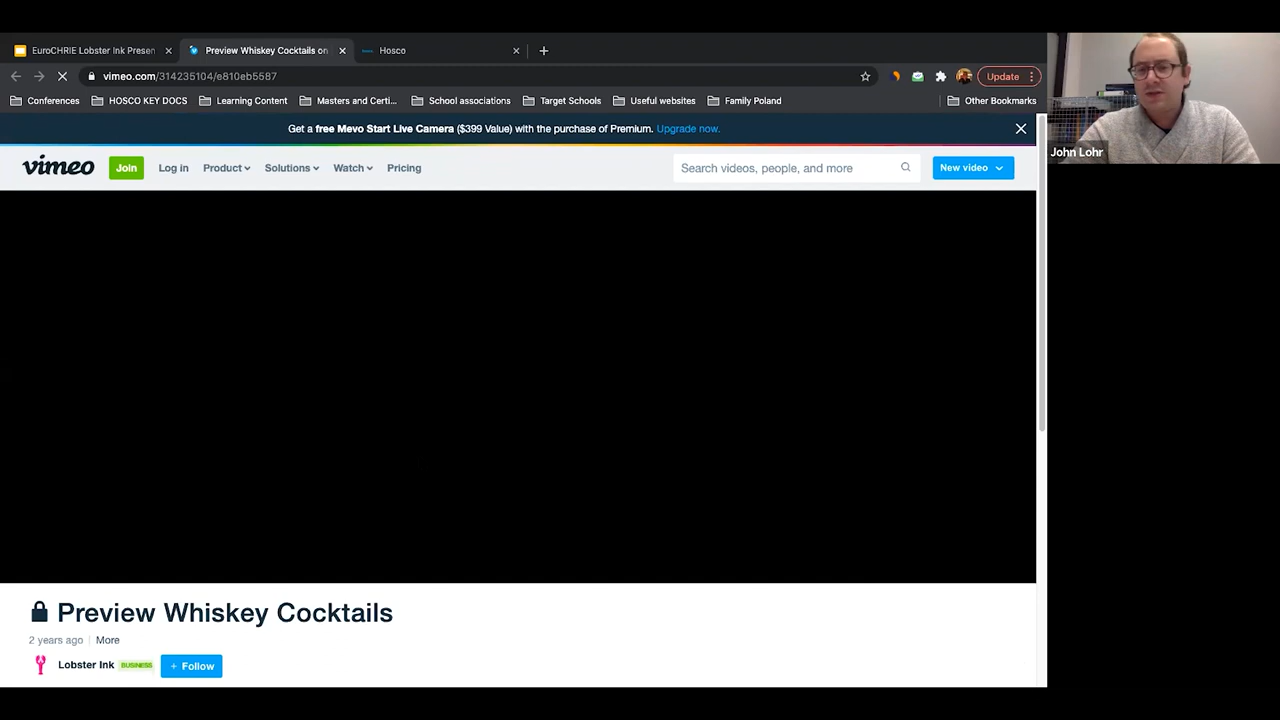 EuroCHRIE Lobster Ink Presen
Preview Whiskey Cocktails on
Hosco
vimeo.com/314235104/e810eb5587
Update
Conferences
HOSCO KEY DOCS
Learning Content
Masters and Certi...
School associations
Target Schools
Useful websites
Family Poland
Other Bookmarks
Get a free Mevo Start Live Camera ($399 Value) with the purchase of Premium. Upgrade now.
vimeo
Join
Log in
Product
Solutions
Watch
Pricing
Search videos, people, and more
New video
John Lohr
Preview Whiskey Cocktails
2 years ago
More
Lobster Ink
BUSINESS
+ Follow